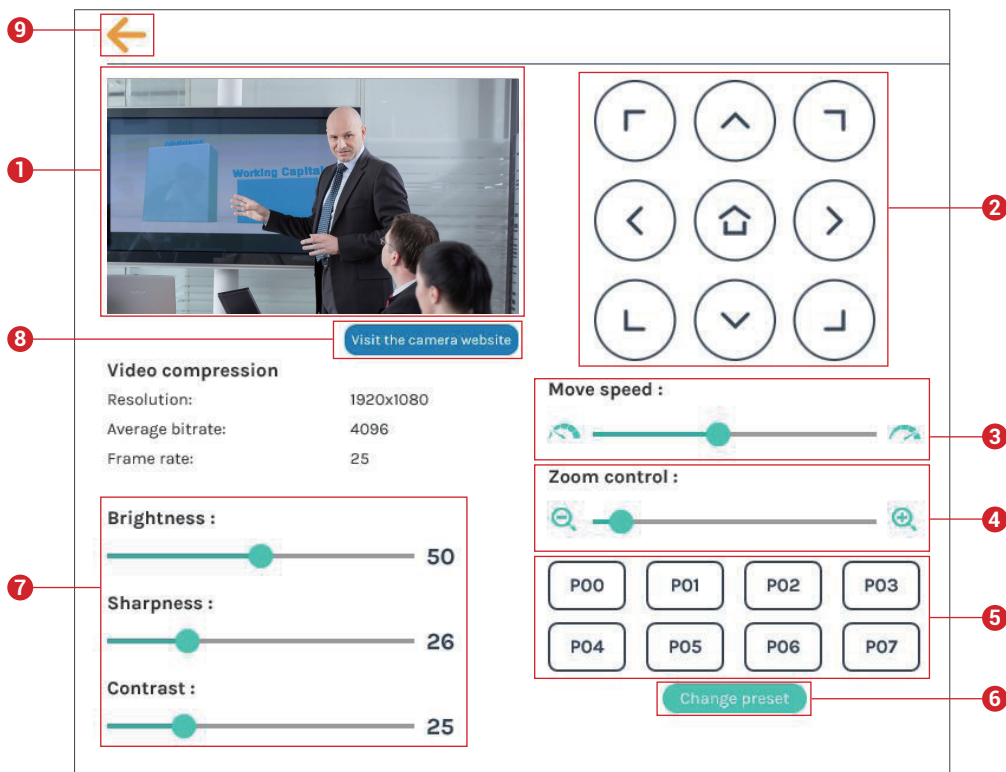 9
1
Working Capital
2
8
Visit the camera website
Video compression
Resolution: 1920x1080
Average bitrate: 4096
Frame rate: 25
Move speed :
3
Zoom control :
4
7
Brightness :
50
Sharpness :
26
Contrast :
25
P00 P01 P02 P03
5
P04 P05 P06 P07
Change preset
6